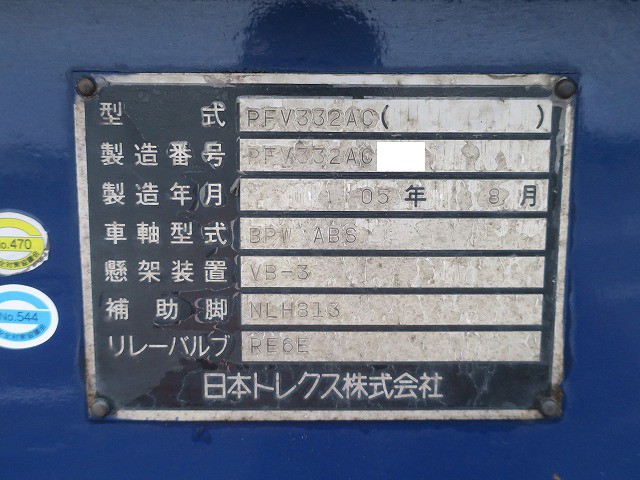 型式 PFV332AC( )
製造番号 PFV332AC
製造年月 05年 8月
車軸型式 BPW ABS
懸架装置 VB-3
補助脚 NLH813
リレーバルブ RE6E
日本トレクス株式会社
No.470
No.544